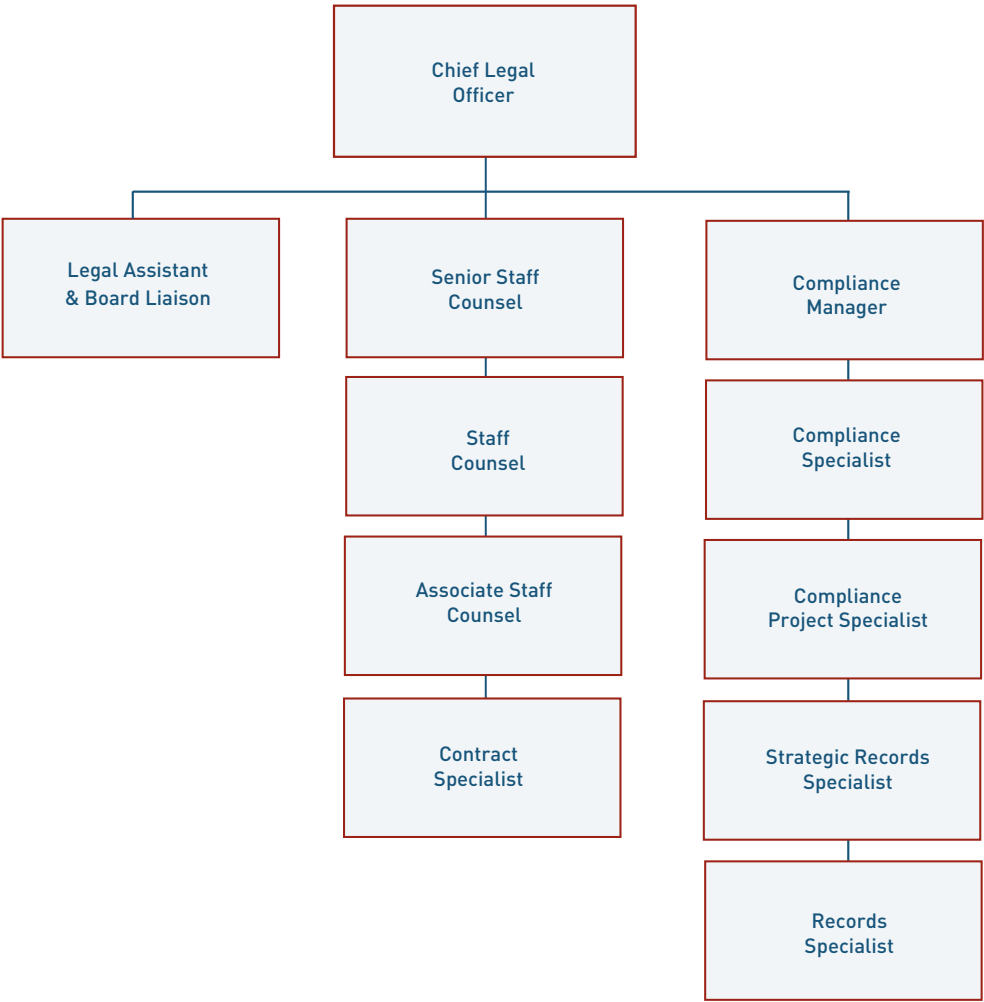 Chief Legal
Officer
Legal Assistant
& Board Liaison
Senior Staff
Counsel
Compliance
Manager
Staff
Counsel
Compliance
Specialist
Associate Staff
Counsel
Compliance
Project Specialist
Contract
Specialist
Strategic Records
Specialist
Records
Specialist